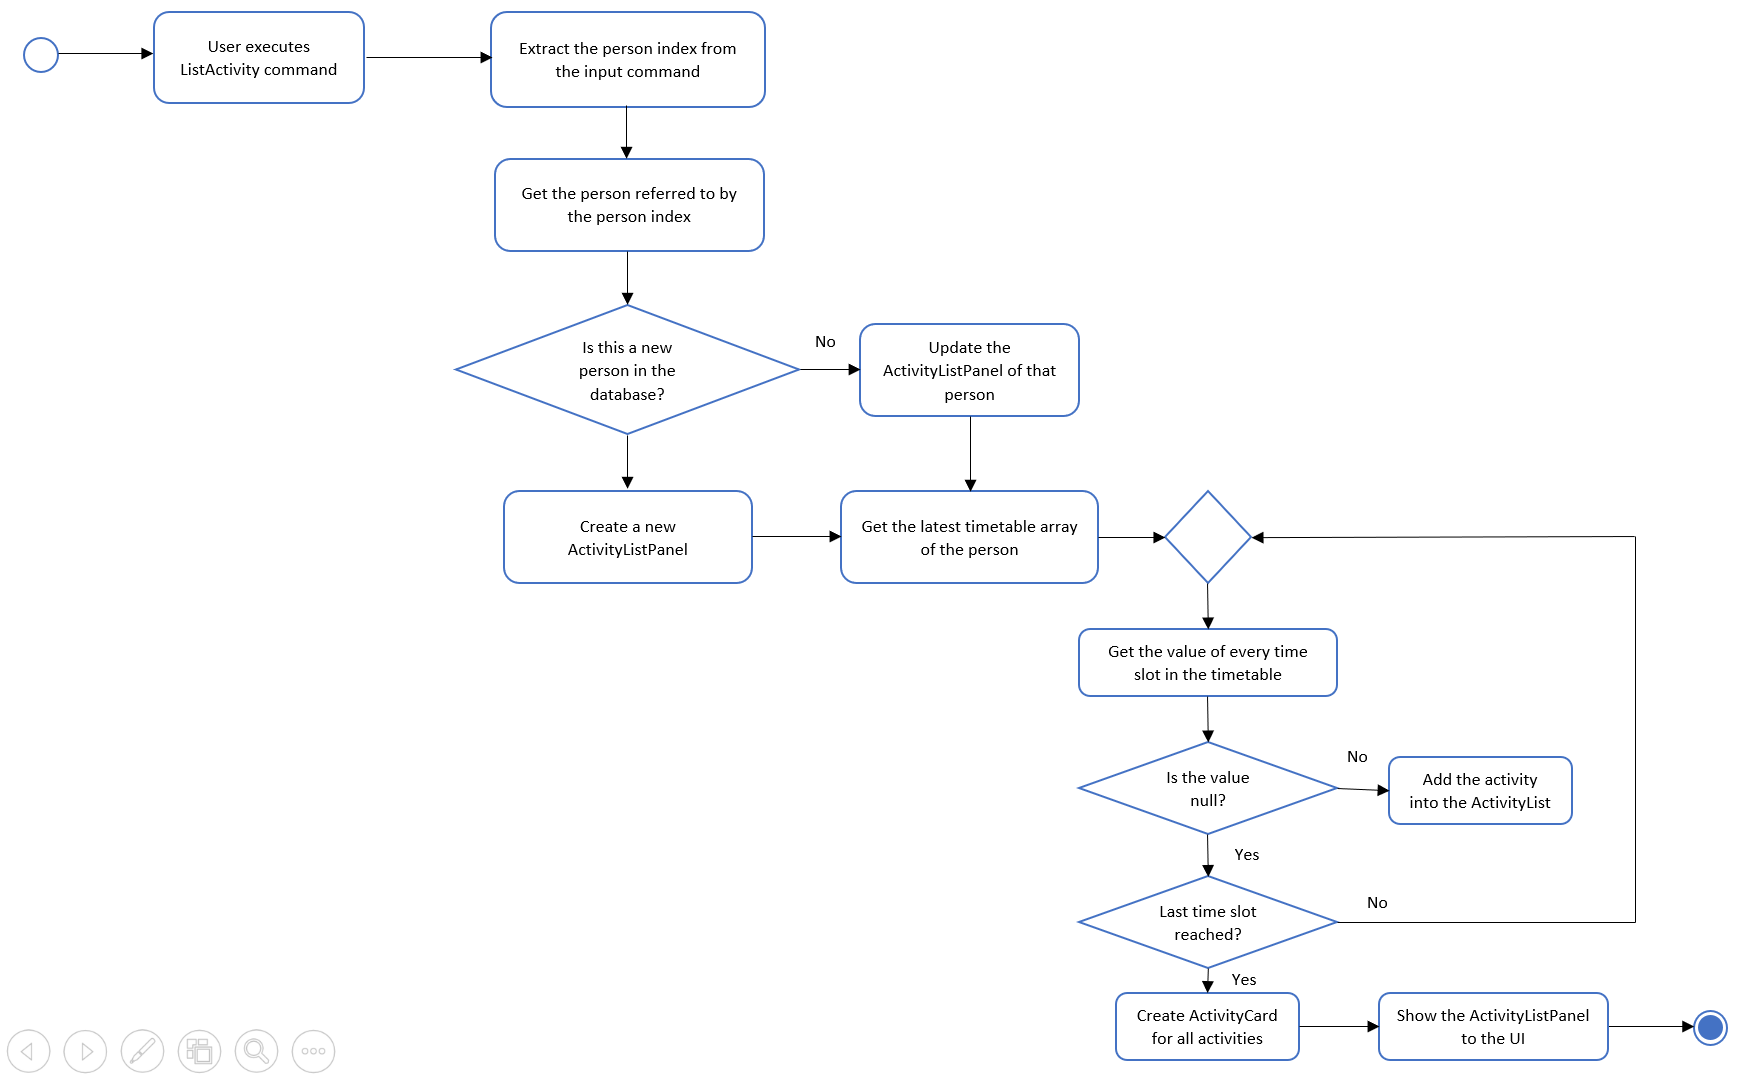 User executes
ListActivity command
Extract the person index from
the input command
Get the person referred to by
the person index
Is this a new
person in the
database?
No
Update the
ActivityListPanel of that
person
Create a new
ActivityListPanel
Get the latest timetable array
of the person
Get the value of every time
slot in the timetable
Is the value
null?
No
Add the activity
into the ActivityList
Yes
Last time slot
reached?
No
Yes
Create ActivityCard
for all activities
Show the ActivityListPanel
to the UI